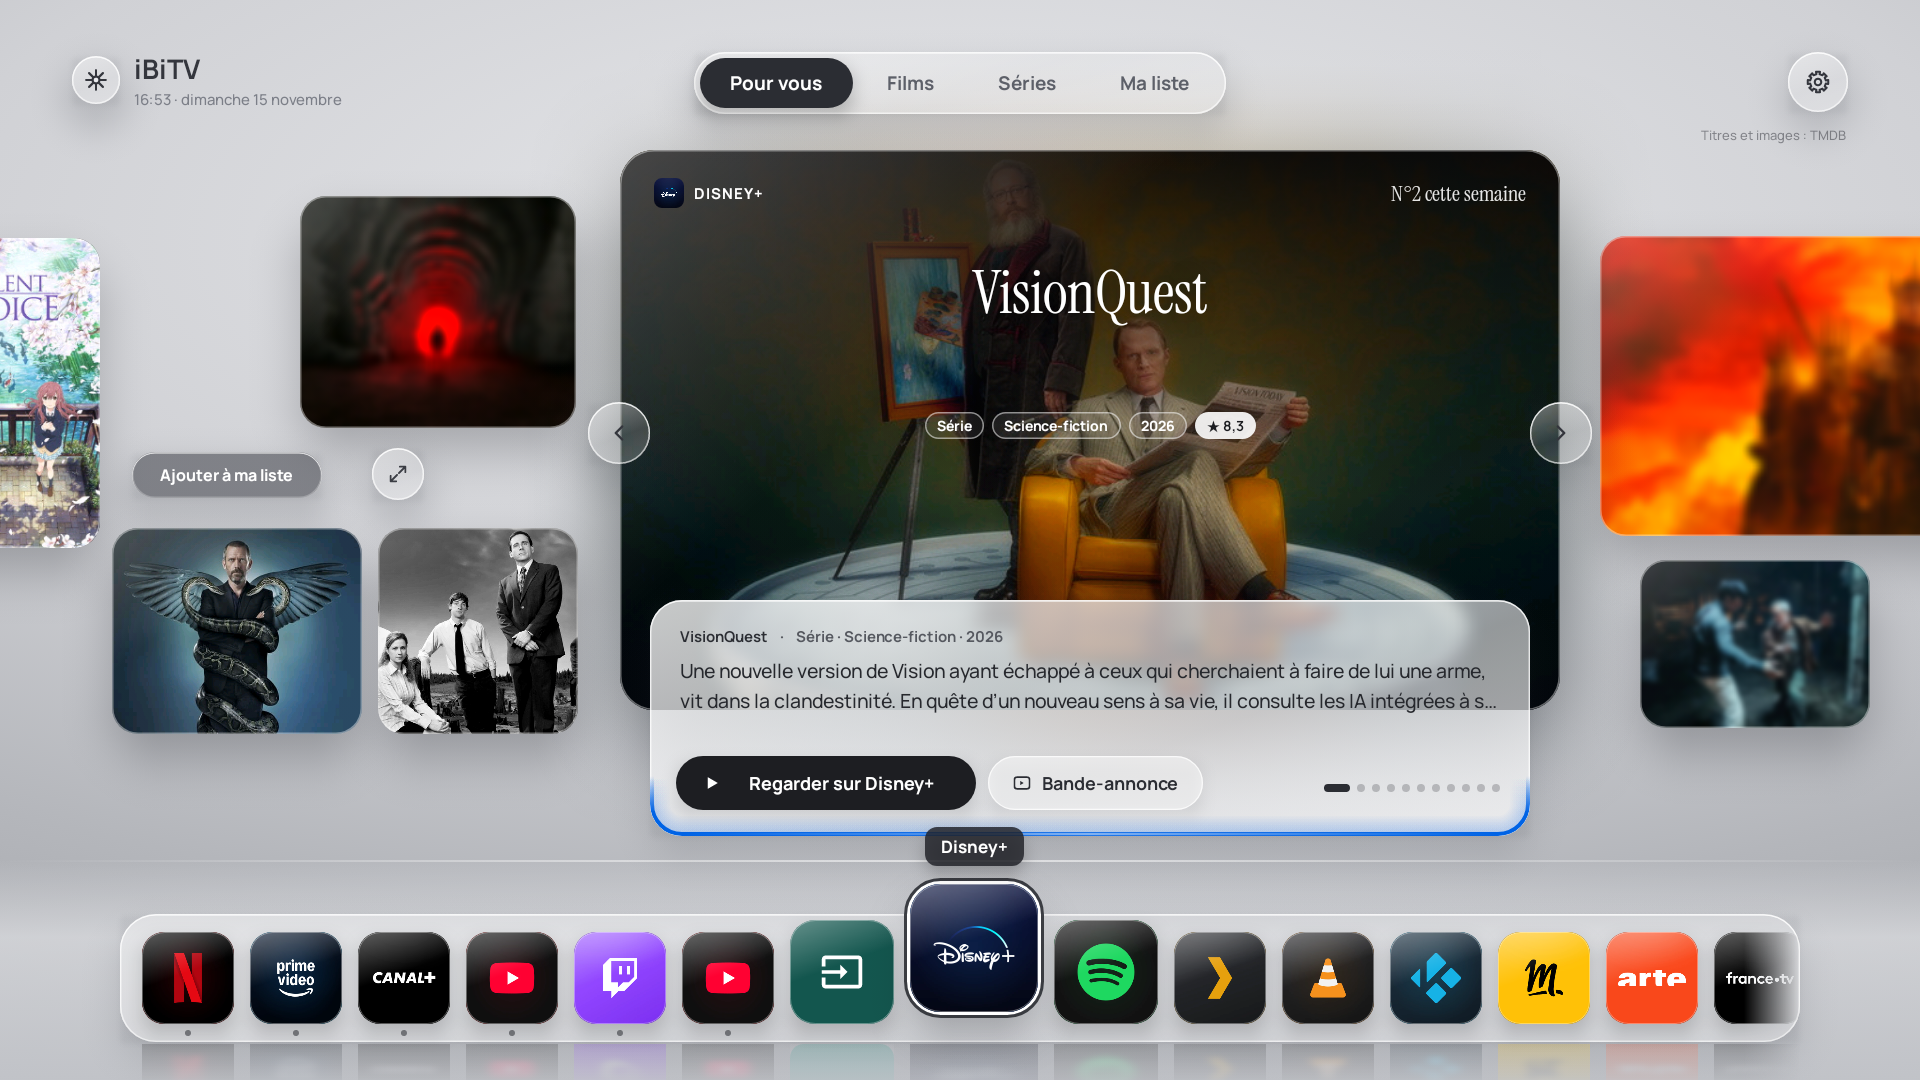 iBiTV
16:53 · dimanche 15 novembre
Pour vous
Films
Séries
Ma liste
Titres et images : TMDB
DISNEY+
N°2 cette semaine
VisionQuest
Série
Science-fiction
2026
★ 8,3
VISION TODAY
Ajouter à ma liste
VisionQuest · Série · Science-fiction · 2026
Une nouvelle version de Vision ayant échappé à ceux qui cherchaient à faire de lui une arme,
vit dans la clandestinité. En quête d’un nouveau sens à sa vie, il consulte les IA intégrées à s…
Regarder sur Disney+
Bande-annonce
Disney+
N
prime video
CANAL+
Disney+
m.
arte
france•tv